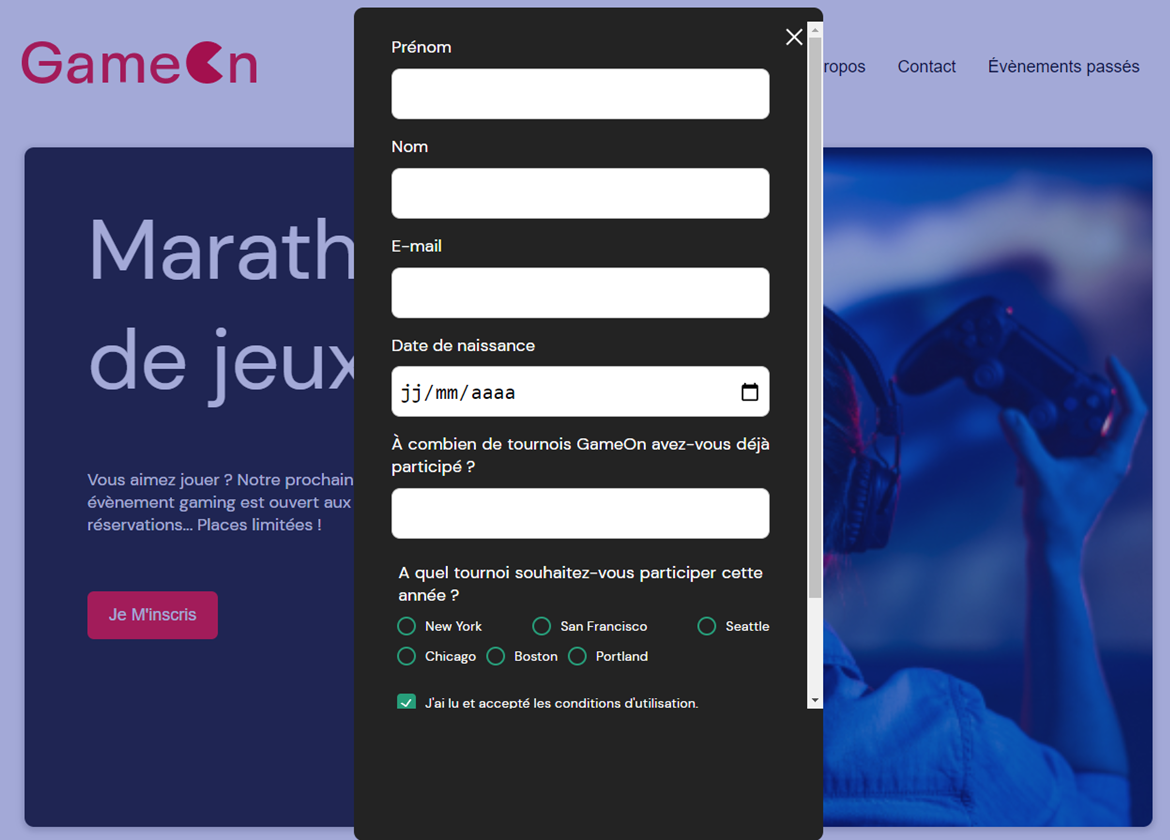 GameOn
ropos
Contact
Évènements passés
Marath
de jeux
Vous aimez jouer ? Notre prochain
évènement gaming est ouvert aux
réservations... Places limitées !
Je M'inscris
Prénom
Nom
E-mail
Date de naissance
jj/mm/aaaa
À combien de tournois GameOn avez-vous déjà
participé ?
A quel tournoi souhaitez-vous participer cette
année ?
New York San Francisco Seattle
Chicago Boston Portland
J'ai lu et accepté les conditions d'utilisation.